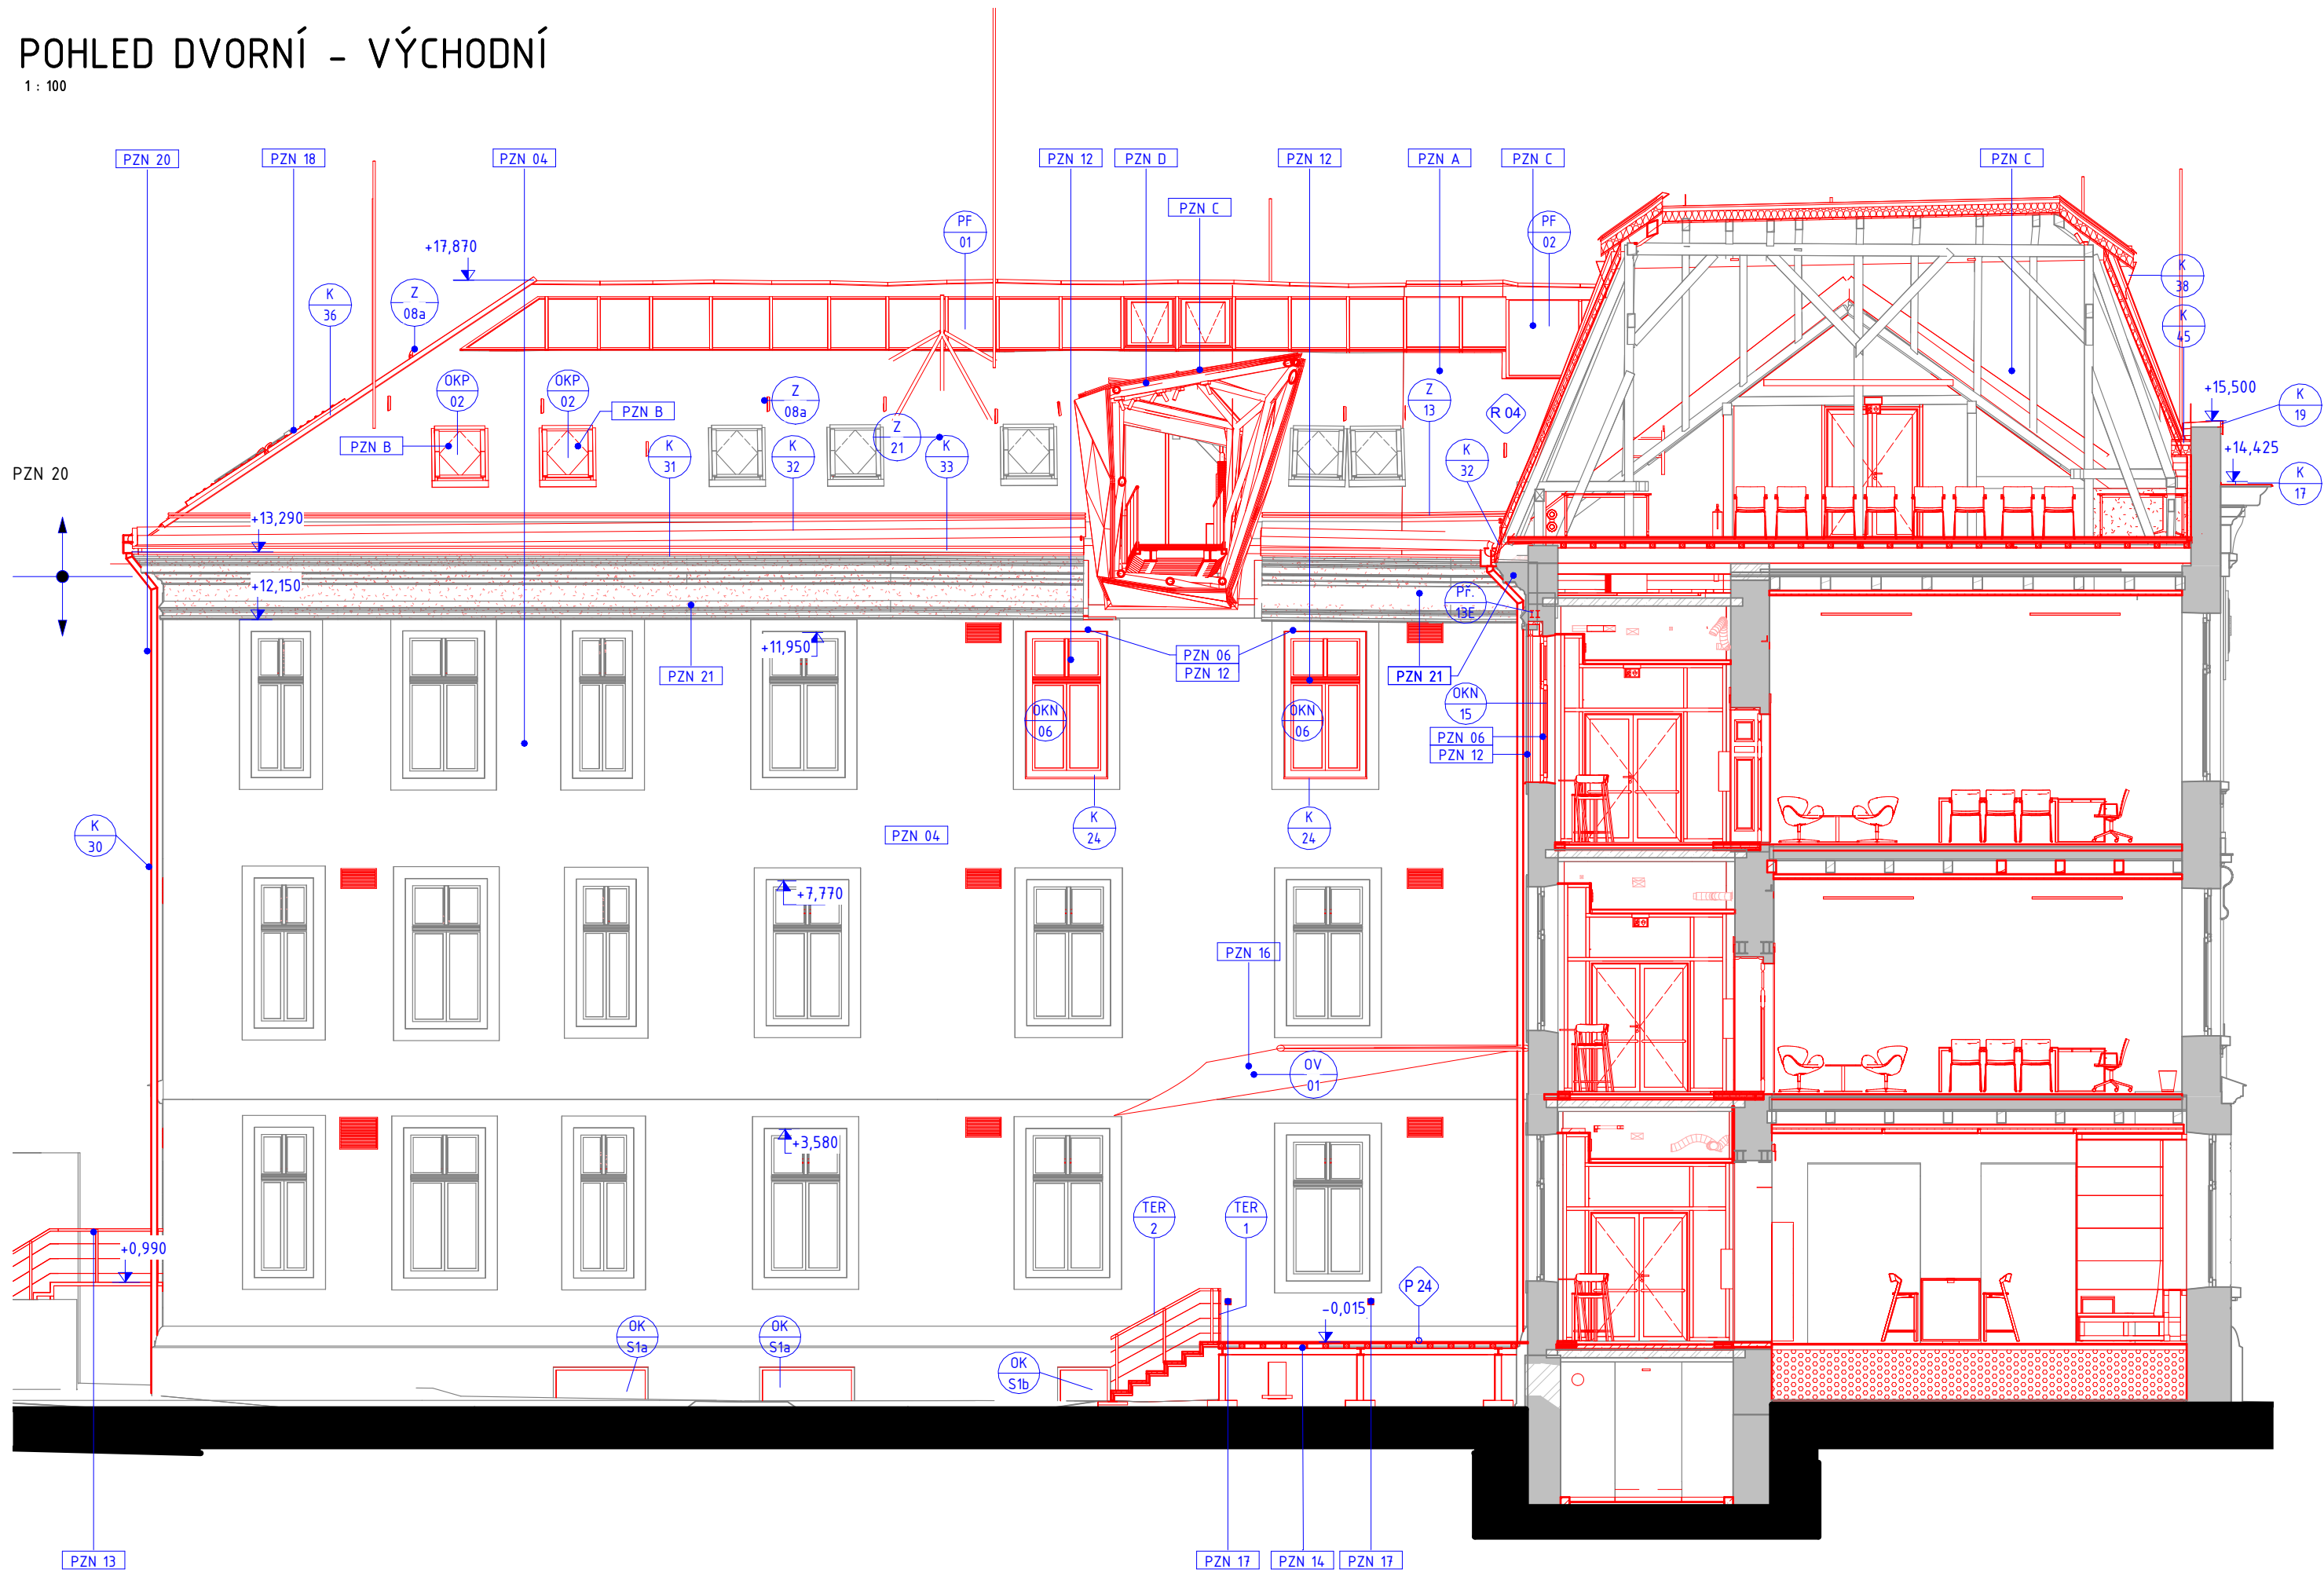 POHLED DVORNÍ - VÝCHODNÍ
1 : 100
PZN 20
PZN 18
PZN 04
PZN 12
PZN D
PZN 12
PZN A
PZN C
PZN C
PZN C
PF
01
PF
02
+17,870
K
36
Z
08a
K
38
K
45
OKP
02
OKP
02
PZN B
PZN B
Z
08a
Z
21
Z
13
R 04
+15,500
K
19
K
31
K
32
K
33
K
32
+14,425
K
17
PZN 20
+13,290
+12,150
Př.
13E
+11,950
PZN 21
PZN 06
PZN 12
PZN 21
OKN
06
OKN
06
OKN
15
PZN 06
PZN 12
K
30
PZN 04
K
24
K
24
+7,770
PZN 16
OV
01
+3,580
TER
2
TER
1
+0,990
P 24
-0,015
OK
S1a
OK
S1a
OK
S1b
PZN 13
PZN 17
PZN 14
PZN 17